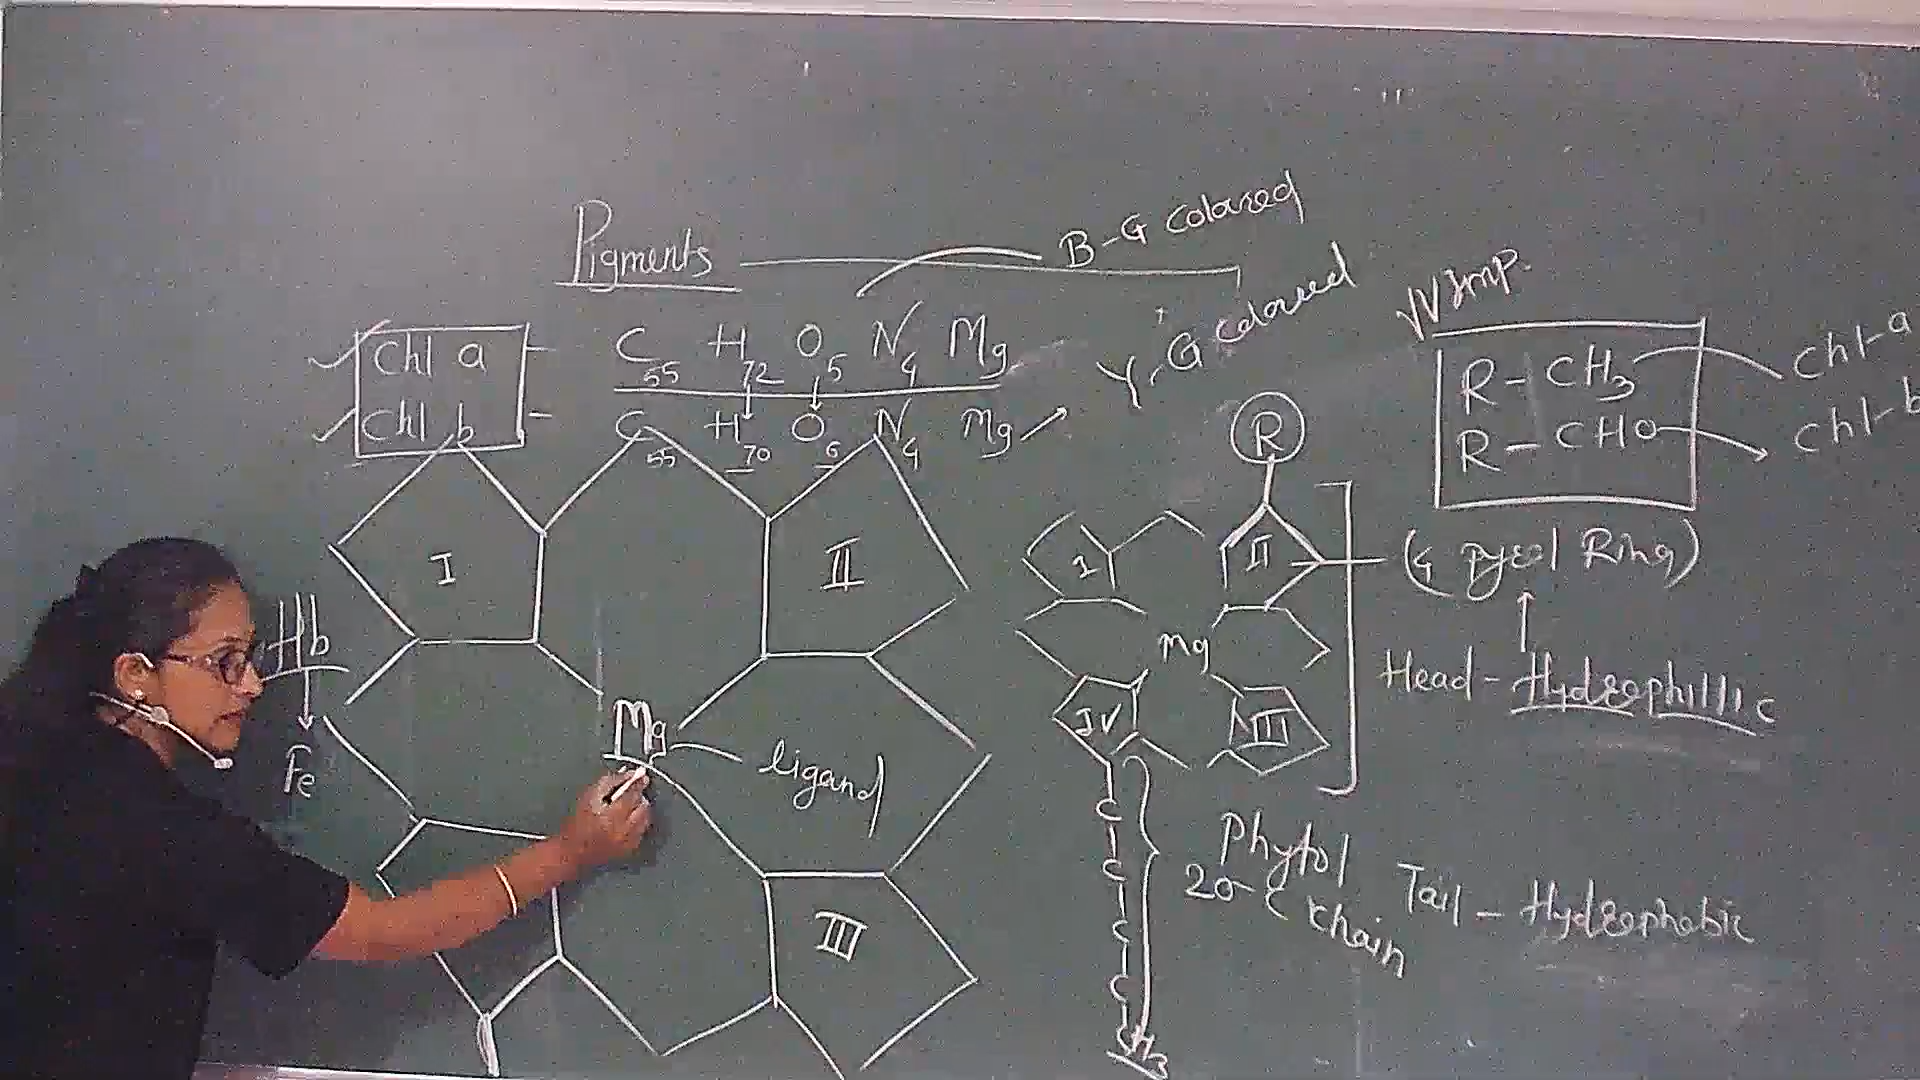 Pigments
B-G colored
Y-G colored
Chl a - C55 H72 O5 N4 Mg
Chl b - C55 H70 O6 N4 Mg
Imp.
R-CH3 Chl-a
R-CHO Chl-b
R
I
II
I
II
(4 pyrol Ring)
Hb
Fe
Mg
ligand
Mg
Head - Hydrophillic
IV
III
III
C
C
C
C
CH3
Phytol
20-C chain
Tail - Hydrophobic